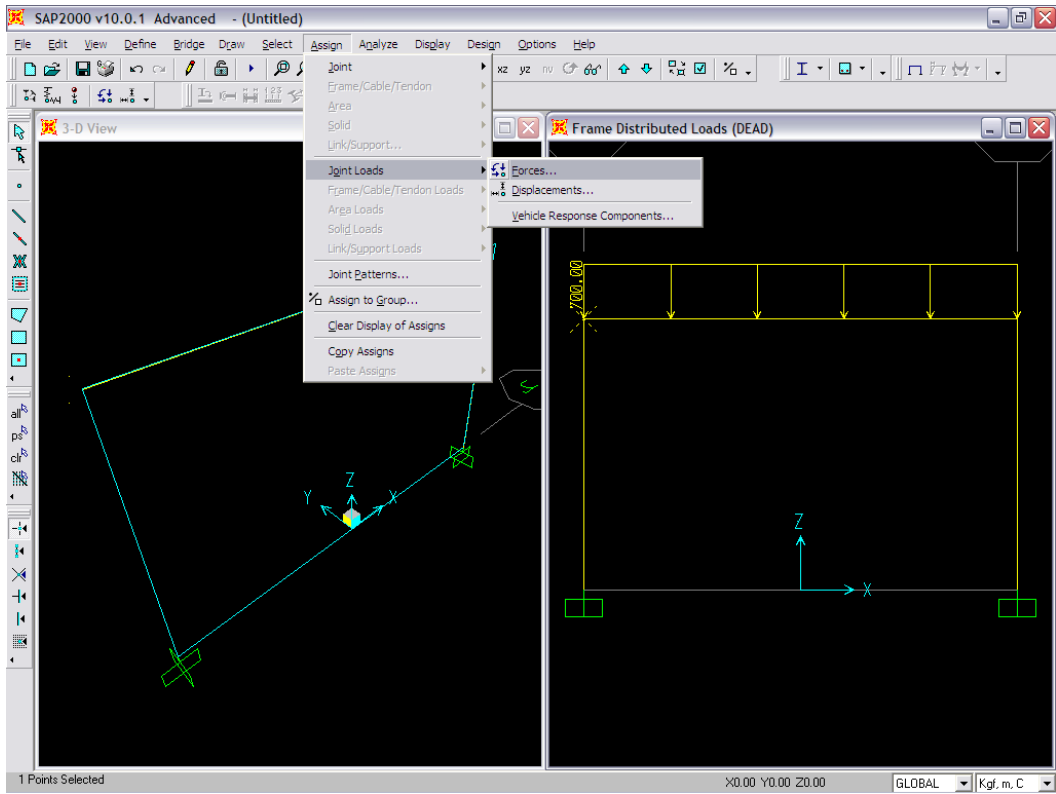 SAP2000 v10.0.1 Advanced - (Untitled)
File Edit View Define Bridge Draw Select Assign Analyze Display Design Options Help
xz yz nv
3-D View
Frame Distributed Loads (DEAD)
Joint
Frame/Cable/Tendon
Area
Solid
Link/Support...
Joint Loads
Frame/Cable/Tendon Loads
Area Loads
Solid Loads
Link/Support Loads
Joint Patterns...
Assign to Group...
Clear Display of Assigns
Copy Assigns
Paste Assigns
Forces...
Displacements...
Vehicle Response Components...
all
ps
clr
Y Z X
700.00
Z
X
1 Points Selected
X0.00 Y0.00 Z0.00
GLOBAL
Kgf, m, C